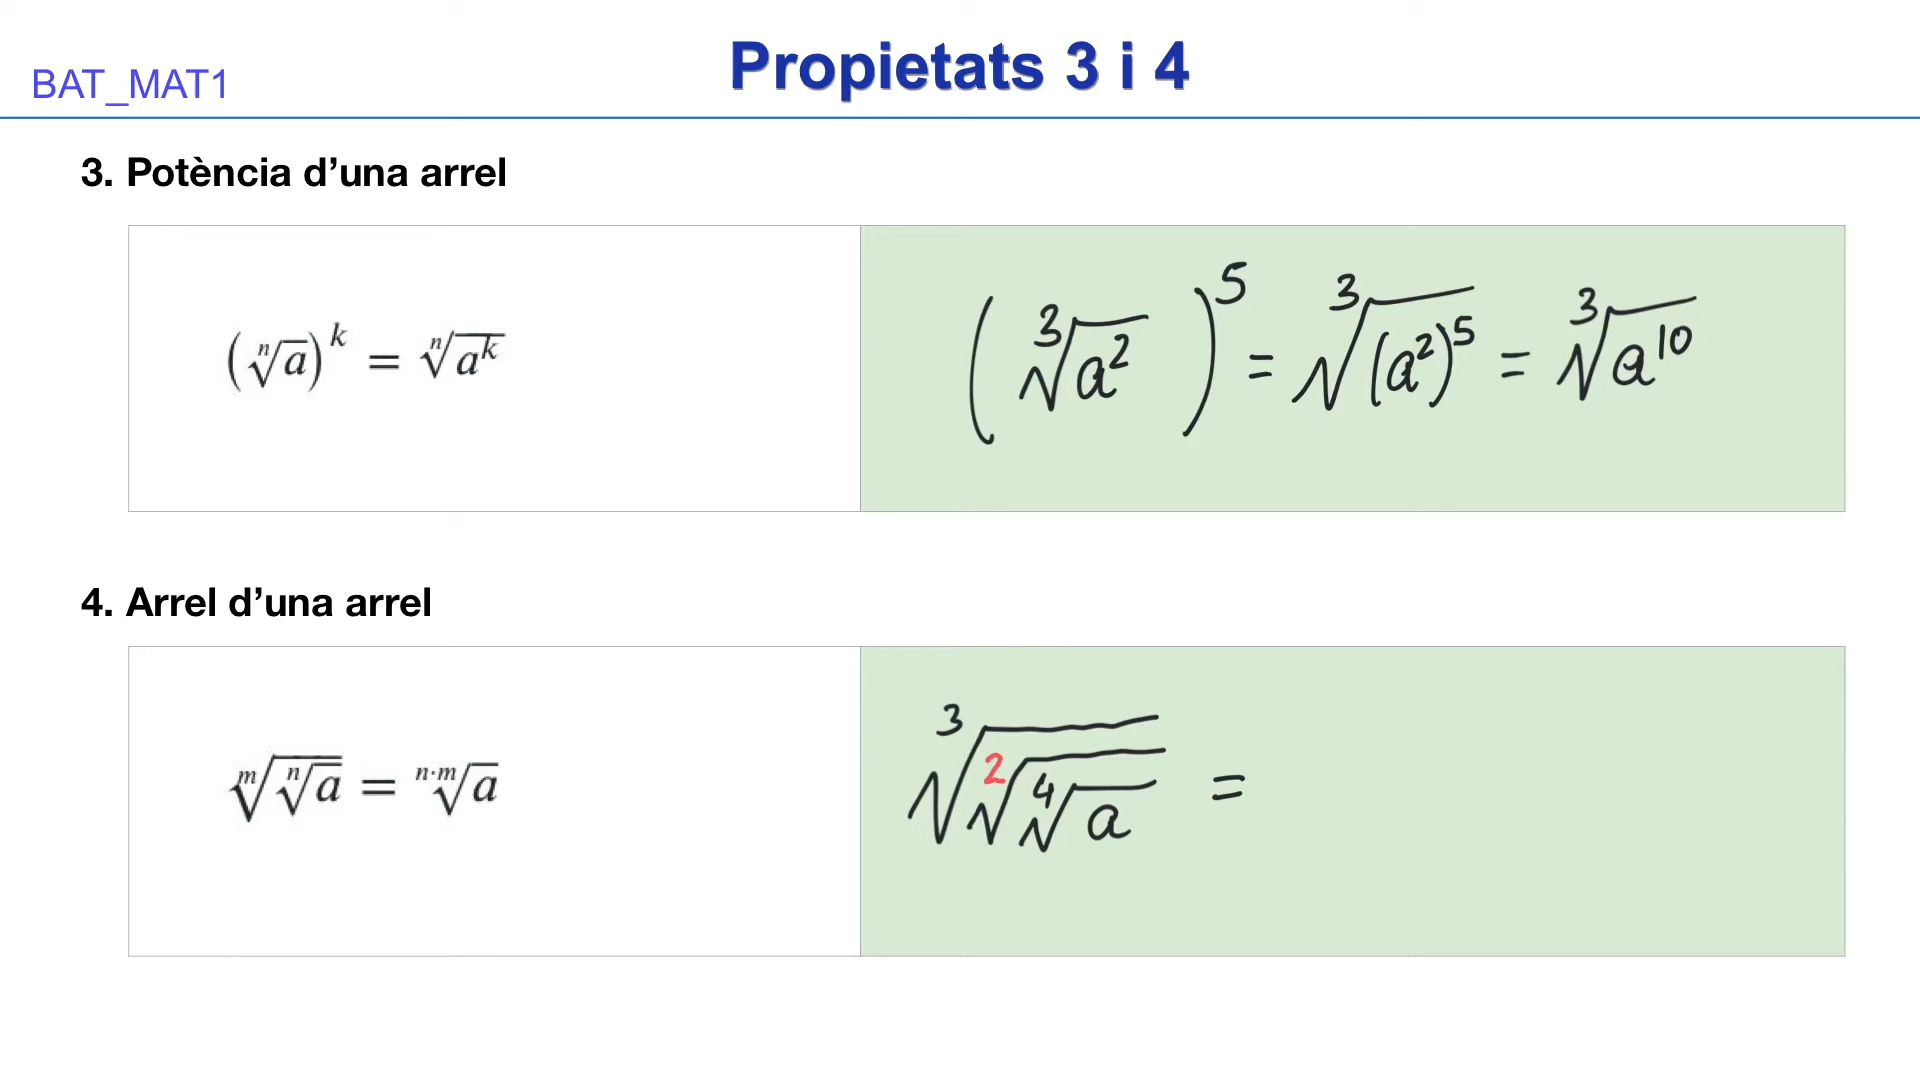 BAT_MAT1
Propietats 3 i 4
3. Potència d’una arrel
(ⁿ√a)ᵏ = ⁿ√aᵏ
(³√a²)⁵ = ³√(a²)⁵ = ³√a¹⁰
4. Arrel d’una arrel
ᵐ√ⁿ√a = ⁿ·ᵐ√a
³√²√⁴√a =